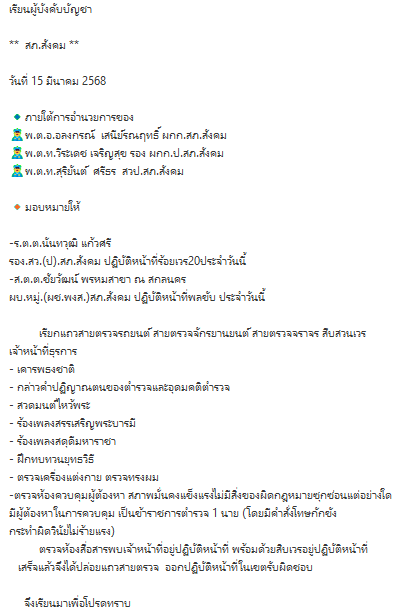 เรียนผู้บังคับบัญชา
** สภ.สังคม **
วันที่ 15 มีนาคม 2568
🔹ภายใต้การอำนวยการของ
👮พ.ต.อ.อลงกรณ์ เสนีย์รณฤทธิ์ ผกก.สภ.สังคม
👮พ.ต.ท.วีระเดช เจริญสุข รอง ผกก.ป.สภ.สังคม
👮พ.ต.ท.สุริยันต์ ศรีธร สวป.สภ.สังคม
🔸มอบหมายให้
-ร.ต.ต.นันทวุฒิ แก้วศรี
รอง.สว.(ป).สภ.สังคม ปฏิบัติหน้าที่ร้อยเวร20ประจำวันนี้
-ส.ต.ต.ชัยวัฒน์ พรหมสาขา ณ สกลนคร
ผบ.หมู่.(ผช.พงส.)สภ.สังคม ปฏิบัติหน้าที่พลขับ ประจำวันนี้
เรียกแถวสายตรวจรถยนต์ สายตรวจจักรยานยนต์ สายตรวจจราจร สืบสวนเวร
เจ้าหน้าที่ธุรการ
- เคารพธงชาติ
- กล่าวคำปฏิญาณตนของตำรวจและอุดมคติตำรวจ
- สวดมนต์ไหว้พระ
- ร้องเพลงสรรเสริญพระบารมี
- ร้องเพลงสดุดีมหาราชา
- ฝึกทบทวนยุทธวิธี
- ตรวจเครื่องแต่งกาย ตรวจทรงผม
-ตรวจห้องควบคุมผู้ต้องหา สภาพมั่นคงแข็งแรงไม่มีสิ่งของผิดกฎหมายซุกซ่อนแต่อย่างใด
มีผู้ต้องหาในการควบคุม เป็นข้าราชการตำรวจ 1 นาย (โดยมีคำสั่งโทษกักขัง
กระทำผิดวินัยไม่ร้ายแรง)
ตรวจห้องสื่อสารพบเจ้าหน้าที่อยู่ปฏิบัติหน้าที่ พร้อมด้วยสิบเวรอยู่ปฏิบัติหน้าที่
เสร็จแล้วจึงได้ปล่อยแถวสายตรวจ ออกปฏิบัติหน้าที่ในเขตรับผิดชอบ
จึงเรียนมาเพื่อโปรดทราบ